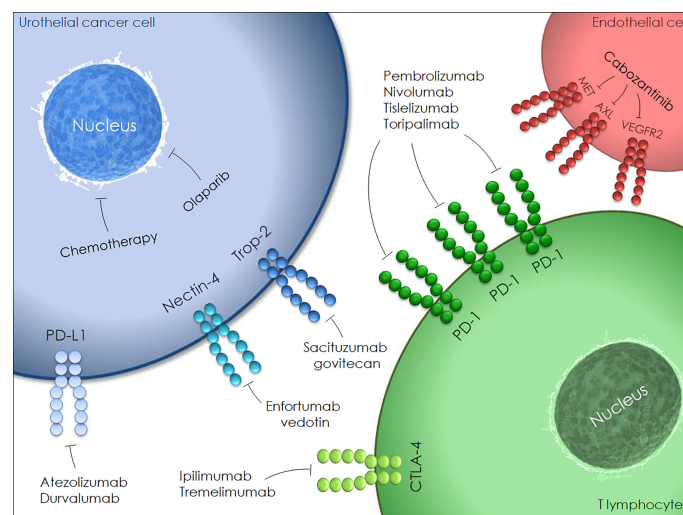 Urothelial cancer cell
Endothelial ce
Nucleus
Olaparib
Chemotherapy
Pembrolizumab
Nivolumab
Tislelizumab
Toripalimab
Cabozantinib
MET
AXL
VEGFR2
PD-1
PD-1
PD-1
Trop-2
Nectin-4
PD-L1
Sacituzumab
govitecan
Enfortumab
vedotin
Atezolizumab
Durvalumab
Ipilimumab
Tremelimumab
CTLA-4
Nucleus
T lymphocyte